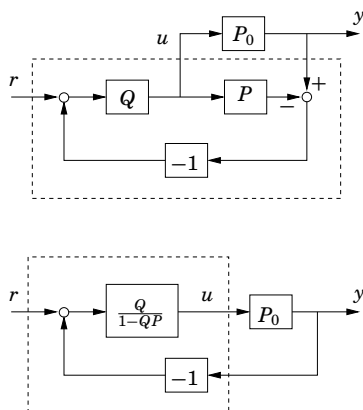 u P₀ y
r Q P + −
−1
r Q/(1−QP) u P₀ y
−1